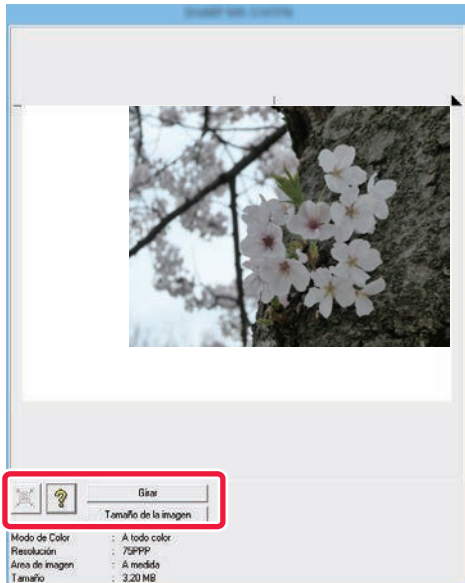 Girar
Tamaño de la imagen
Modo de Color : A todo color
Resolución : 75PPP
Area de imagen : A medida
Tamaño : 3,20 MB